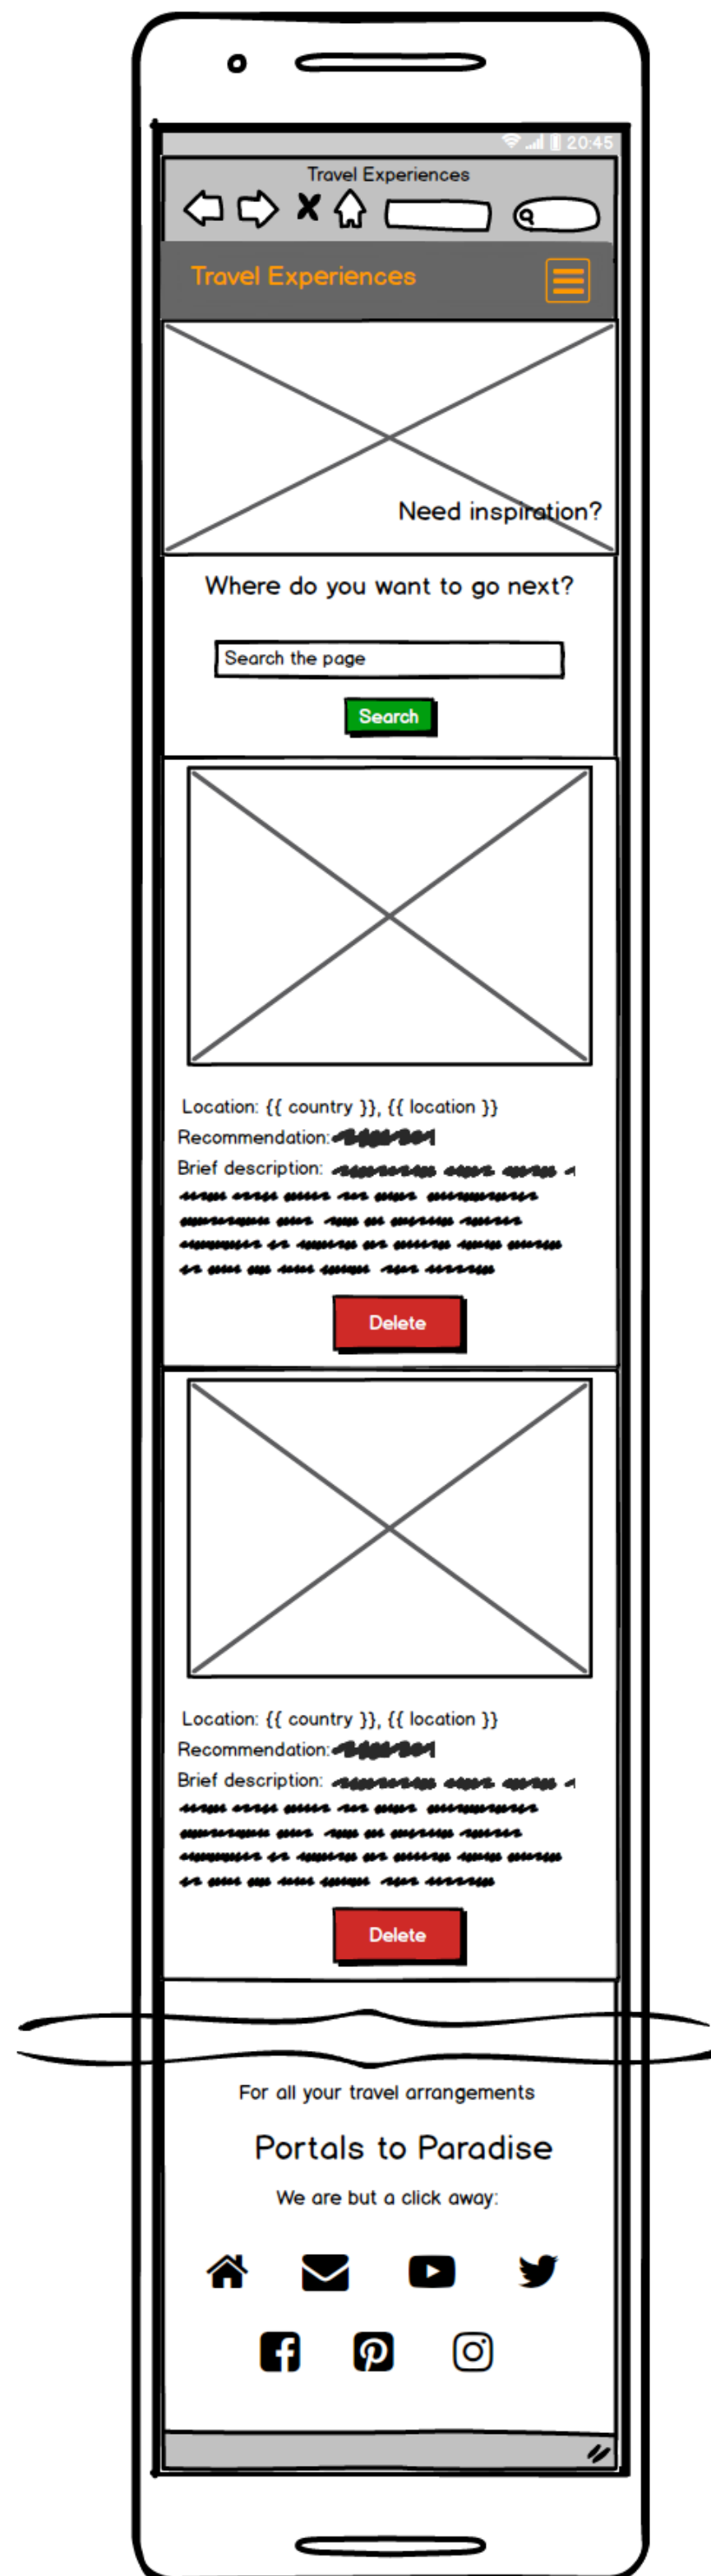 20:45
Travel Experiences
Travel Experiences
Need inspiration?
Where do you want to go next?
Search the page
Search
Location: {{ country }}, {{ location }}
Recommendation:
Brief description:
Delete
Location: {{ country }}, {{ location }}
Recommendation:
Brief description:
Delete
For all your travel arrangements
Portals to Paradise
We are but a click away: